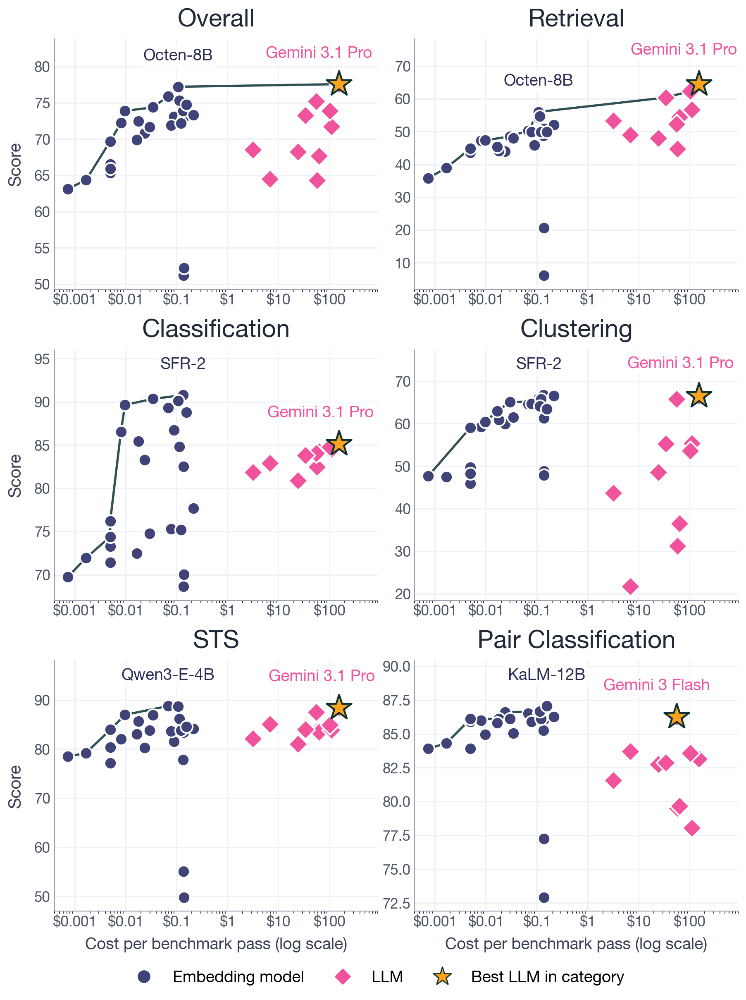 Overall
Octen-8B
Gemini 3.1 Pro
Score
80
75
70
65
60
55
50
$0.001 $0.01 $0.1 $1 $10 $100
Retrieval
Gemini 3.1 Pro
Octen-8B
70
60
50
40
30
20
10
$0.001 $0.01 $0.1 $1 $10 $100
Classification
SFR-2
Gemini 3.1 Pro
Score
95
90
85
80
75
70
$0.001 $0.01 $0.1 $1 $10 $100
Clustering
SFR-2
Gemini 3.1 Pro
70
60
50
40
30
20
$0.001 $0.01 $0.1 $1 $10 $100
STS
Qwen3-E-4B
Gemini 3.1 Pro
Score
90
80
70
60
50
$0.001 $0.01 $0.1 $1 $10 $100
Cost per benchmark pass (log scale)
Pair Classification
KaLM-12B
Gemini 3 Flash
90.0
87.5
85.0
82.5
80.0
77.5
75.0
72.5
$0.001 $0.01 $0.1 $1 $10 $100
Cost per benchmark pass (log scale)
Embedding model LLM Best LLM in category